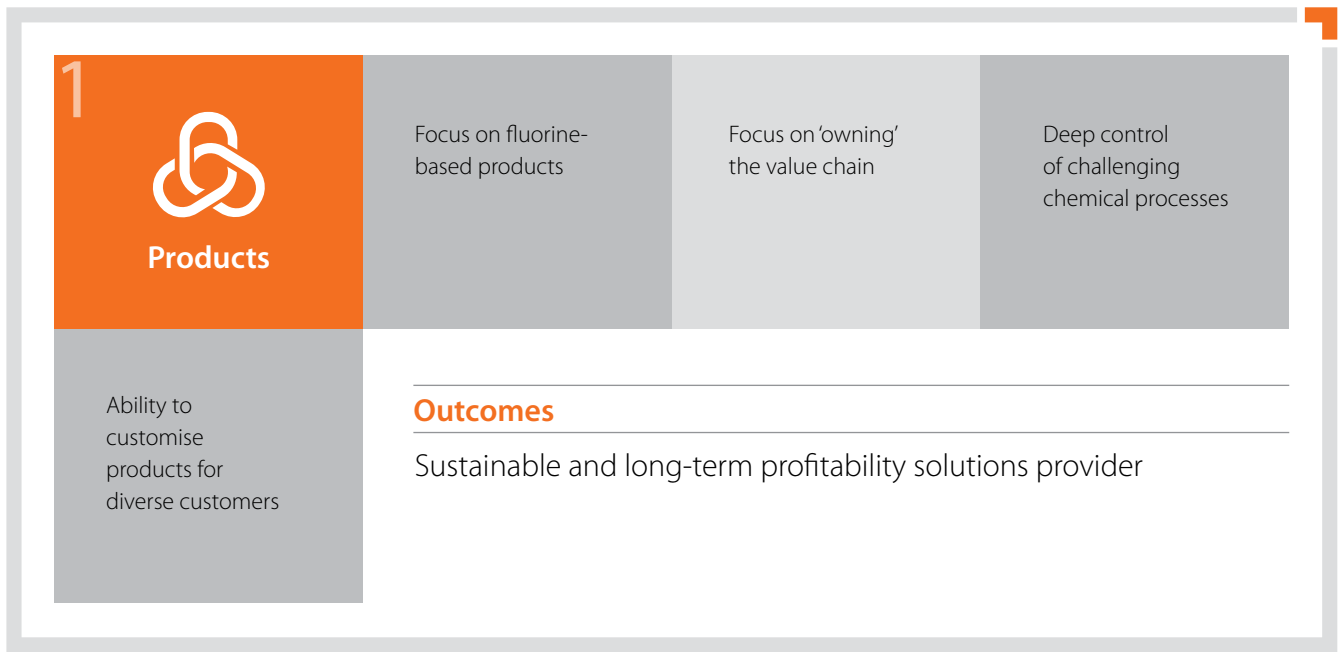 1
Products
Focus on fluorine-
based products
Focus on 'owning'
the value chain
Deep control
of challenging
chemical processes
Ability to
customise
products for
diverse customers
Outcomes
Sustainable and long-term profitability solutions provider